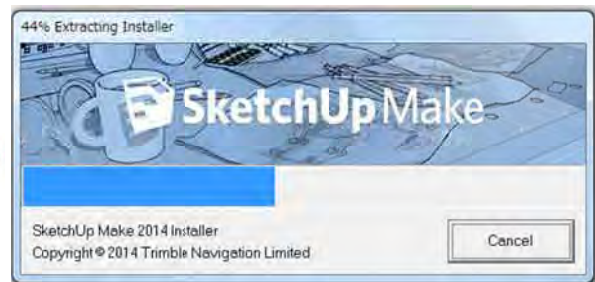 44% Extracting Installer
SketchUp Make
SketchUp Make 2014 Installer
Copyright © 2014 Trimble Navigation Limited
Cancel